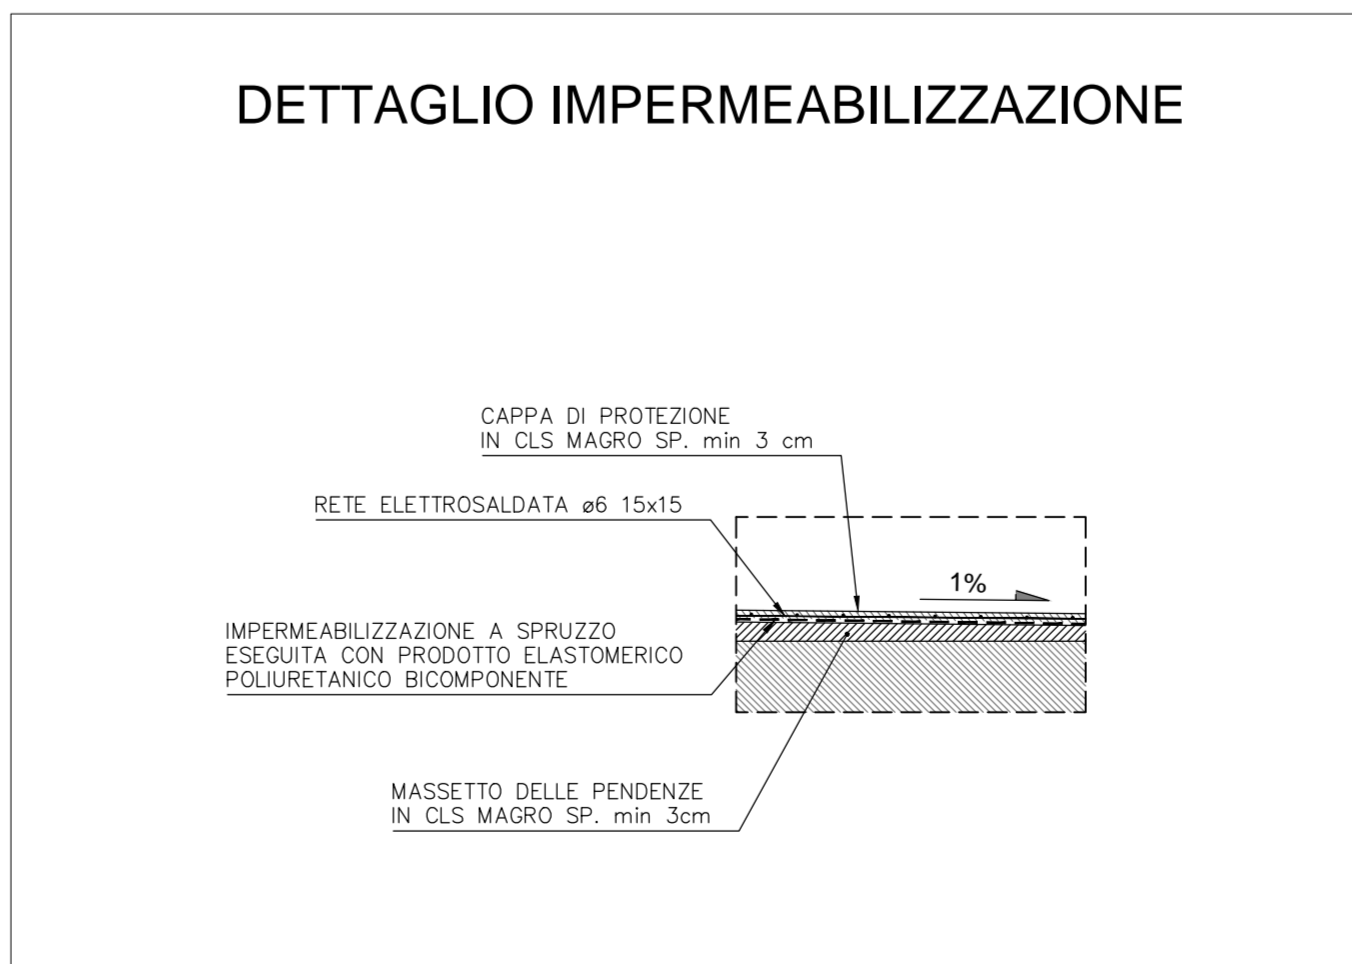 DETTAGLIO IMPERMEABILIZZAZIONE
CAPPA DI PROTEZIONE
IN CLS MAGRO SP. min 3 cm
RETE ELETTROSALDATA ø6 15x15
1%
IMPERMEABILIZZAZIONE A SPRUZZO
ESEGUITA CON PRODOTTO ELASTOMERICO
POLIURETANICO BICOMPONENTE
MASSETTO DELLE PENDENZE
IN CLS MAGRO SP. min 3cm